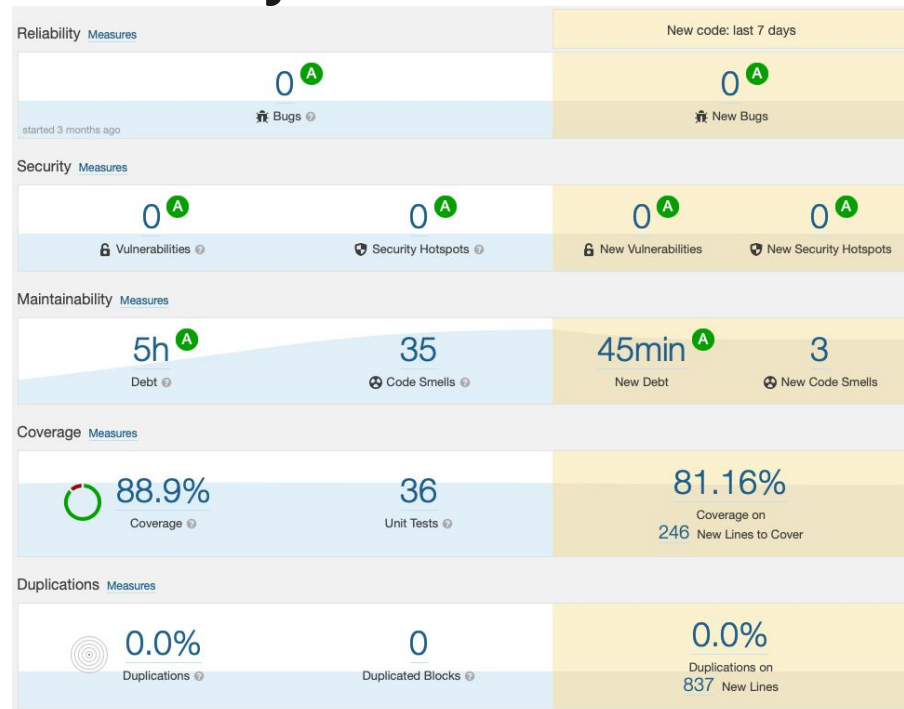 Reliability Measures
New code: last 7 days
0 A
Bugs ?
0 A
New Bugs
started 3 months ago
Security Measures
0 A
Vulnerabilities ?
0 A
Security Hotspots ?
0 A
New Vulnerabilities
0 A
New Security Hotspots
Maintainability Measures
5h A
Debt ?
35
Code Smells ?
45min A
New Debt
3
New Code Smells
Coverage Measures
88.9%
Coverage ?
36
Unit Tests ?
81.16%
Coverage on
246 New Lines to Cover
Duplications Measures
0.0%
Duplications ?
0
Duplicated Blocks ?
0.0%
Duplications on
837 New Lines